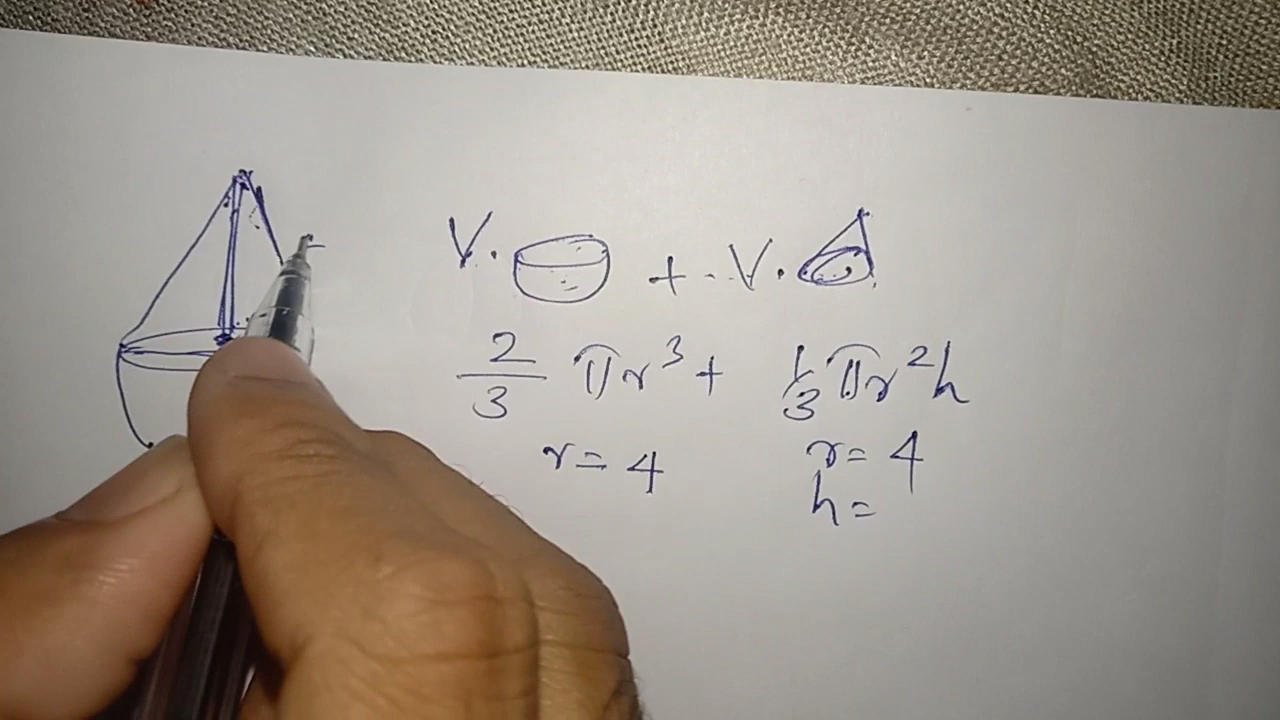 V. + V.
2/3 πr³ + 1/3 πr²h
r = 4 r = 4
h =